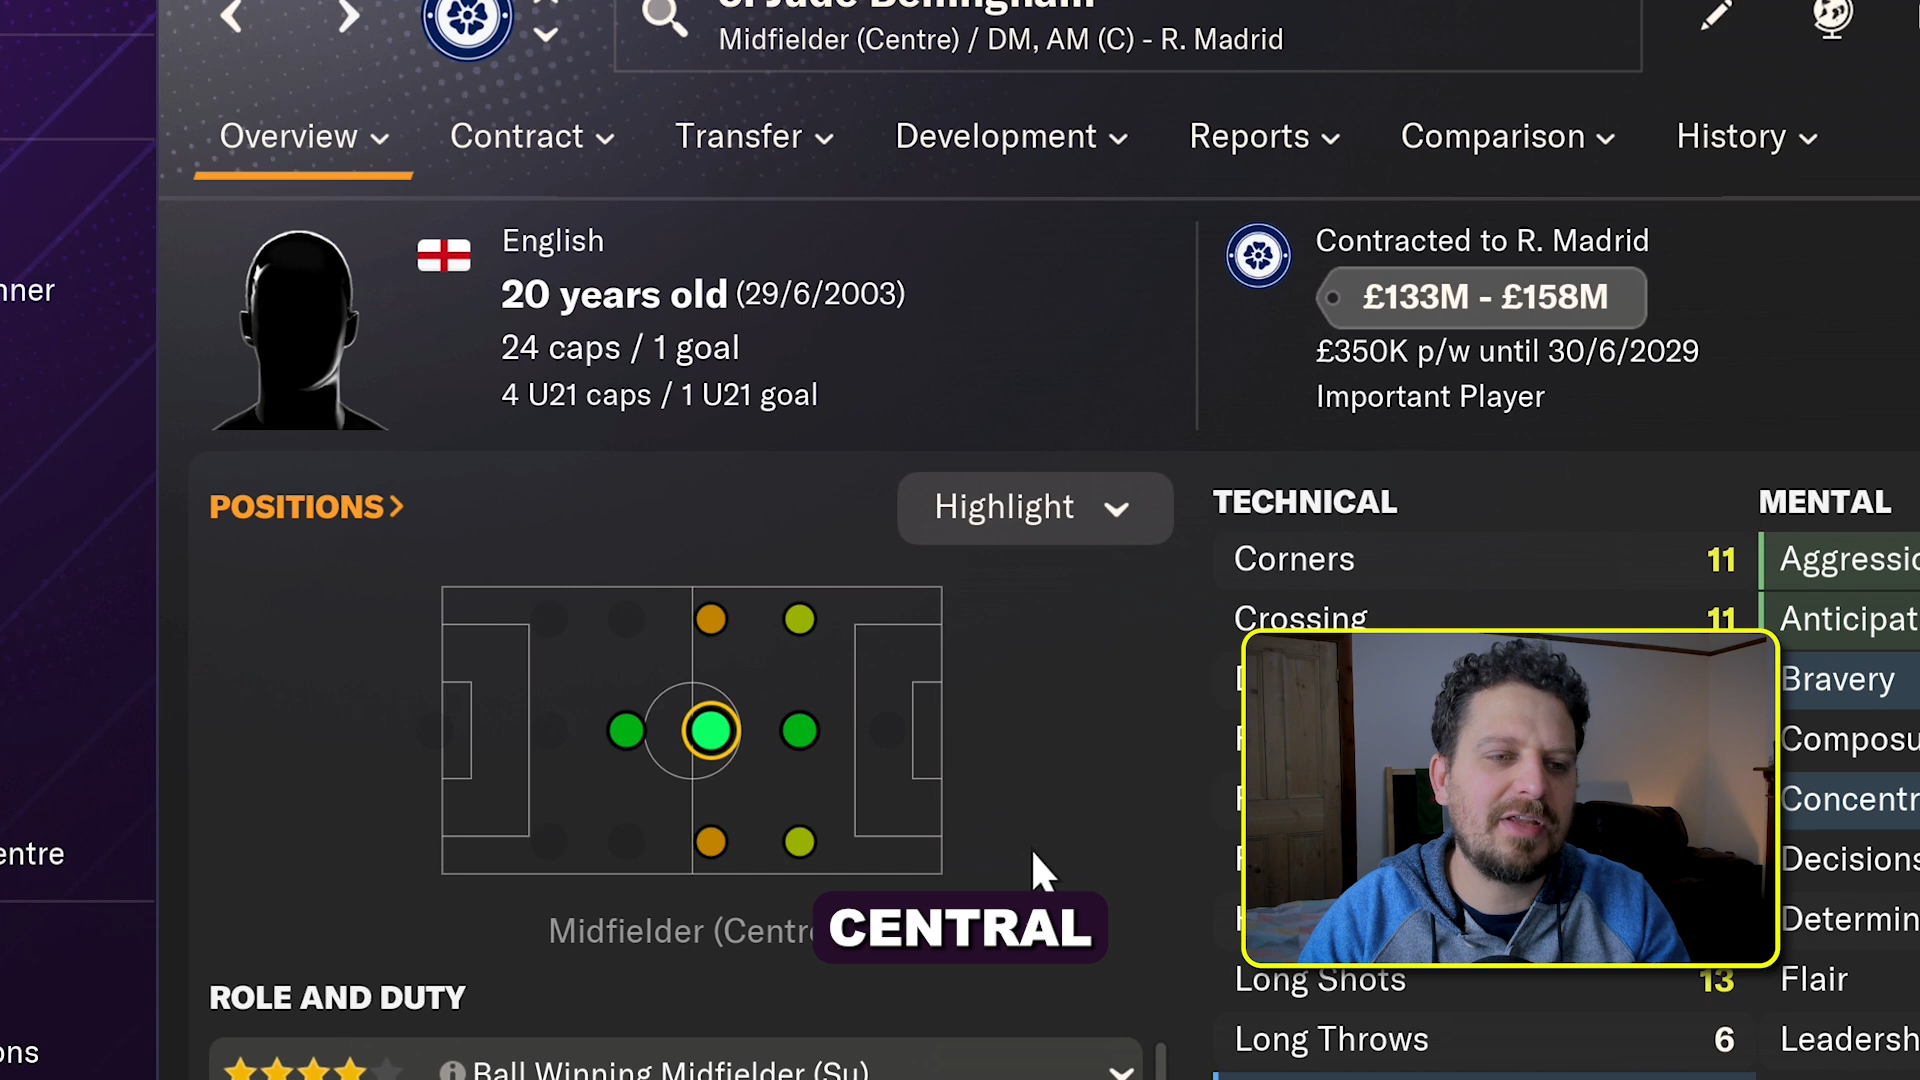 Jude Bellingham
Midfielder (Centre) / DM, AM (C) - R. Madrid
Overview
Contract
Transfer
Development
Reports
Comparison
History
English
20 years old (29/6/2003)
24 caps / 1 goal
4 U21 caps / 1 U21 goal
Contracted to R. Madrid
£133M - £158M
£350K p/w until 30/6/2029
Important Player
nner
entre
ons
POSITIONS
Highlight
Midfielder (Centr
CENTRAL
ROLE AND DUTY
Ball Winning Midfielder (Su)
TECHNICAL
Corners 11
Crossing 11
Long Shots 13
Long Throws 6
MENTAL
Aggressio
Anticipat
Bravery
Composu
Concentr
Decisions
Determin
Flair
Leadersh